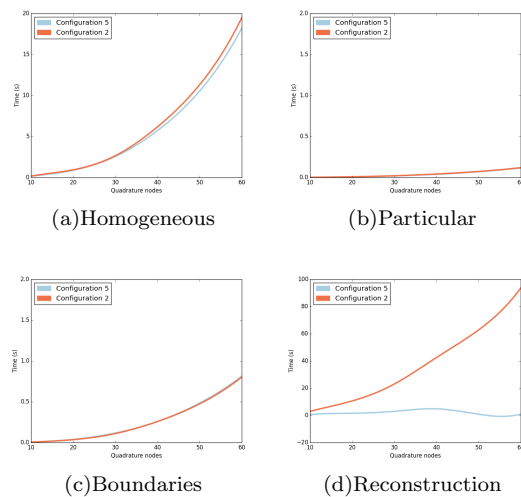 20
Configuration 5
Configuration 2
15
10
5
0
Time (s)
10 20 30 40 50 60
Quadrature nodes
(a)Homogeneous
2.0
Configuration 5
Configuration 2
1.5
1.0
0.5
0.0
Time (s)
10 20 30 40 50 60
Quadrature nodes
(b)Particular
2.0
Configuration 5
Configuration 2
1.5
1.0
0.5
0.0
Time (s)
10 20 30 40 50 60
Quadrature nodes
(c)Boundaries
100
Configuration 5
Configuration 2
80
60
40
20
0
−20
Time (s)
10 20 30 40 50 60
Quadrature nodes
(d)Reconstruction